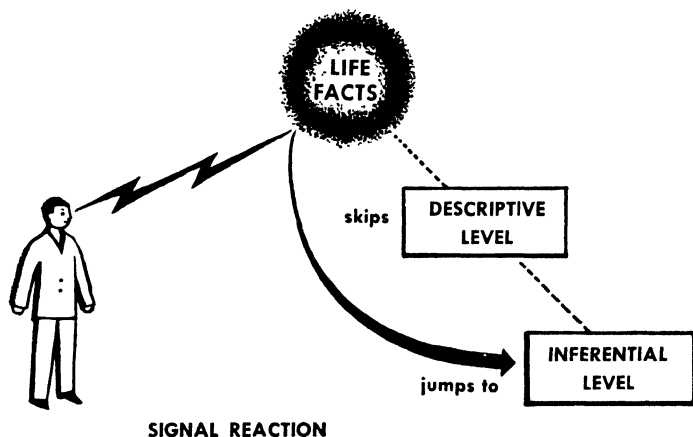 LIFE
FACTS
skips
DESCRIPTIVE
LEVEL
jumps to
INFERENTIAL
LEVEL
SIGNAL REACTION